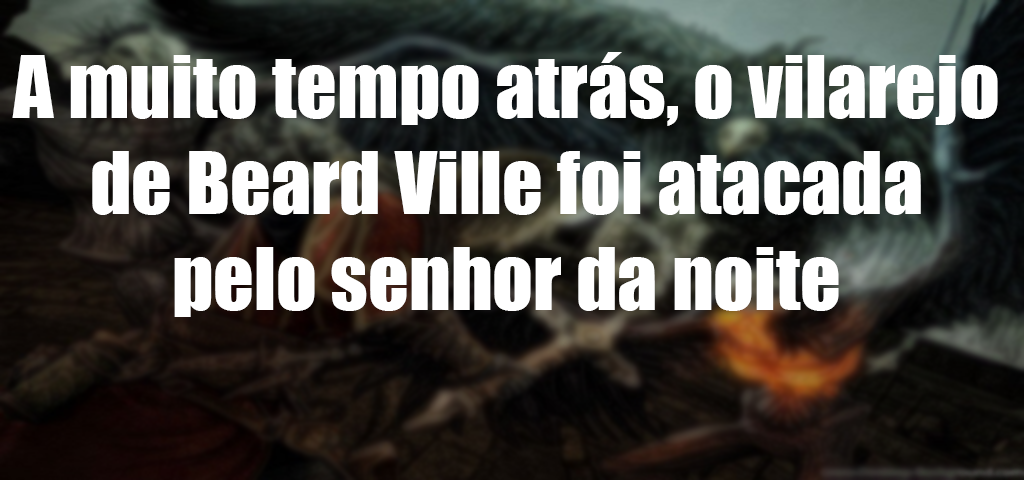 A muito tempo atrás, o vilarejo
de Beard Ville foi atacada
pelo senhor da noite